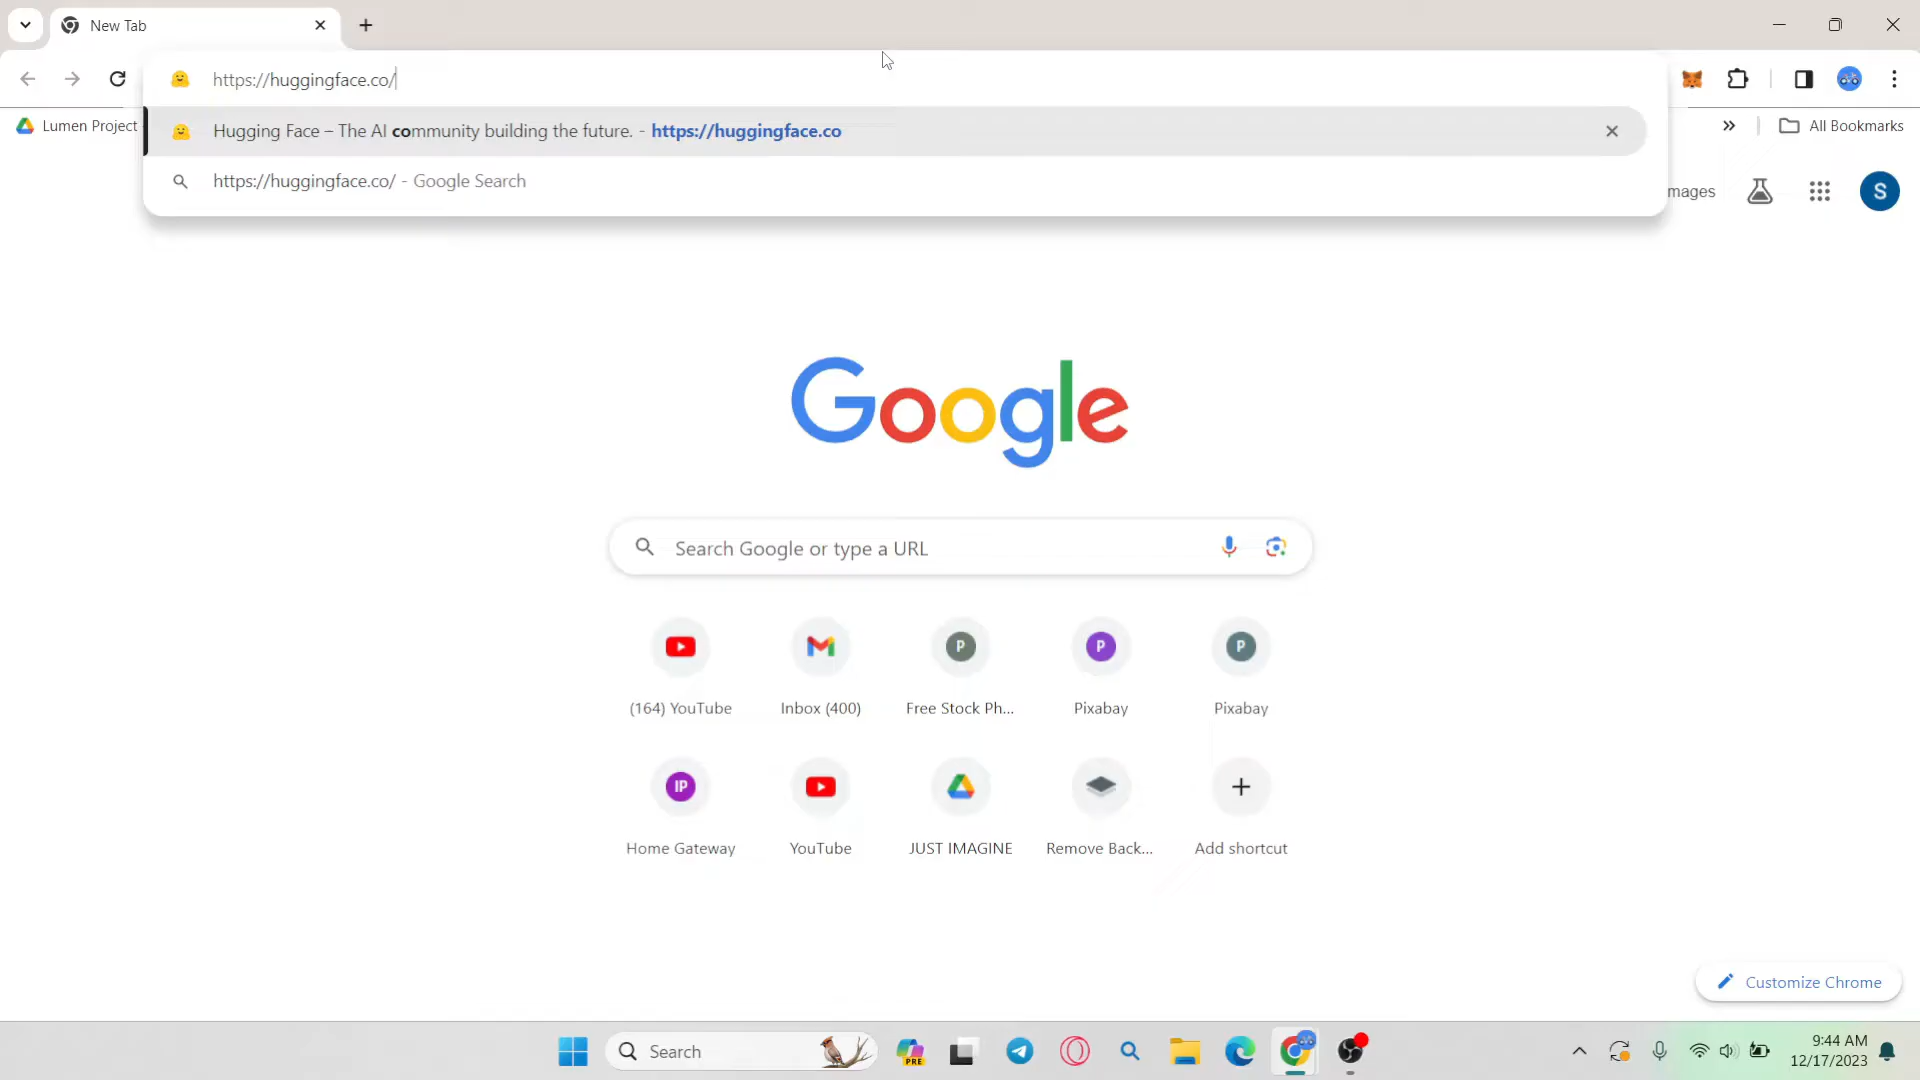 New Tab
https://huggingface.co/
Hugging Face – The AI community building the future. - https://huggingface.co
https://huggingface.co/ - Google Search
Lumen Project
All Bookmarks
mages
S
Google
Search Google or type a URL
P
P
P
(164) YouTube
Inbox (400)
Free Stock Ph...
Pixabay
Pixabay
IP
Home Gateway
YouTube
JUST IMAGINE
Remove Back...
Add shortcut
Customize Chrome
Search
PRE
9:44 AM
12/17/2023